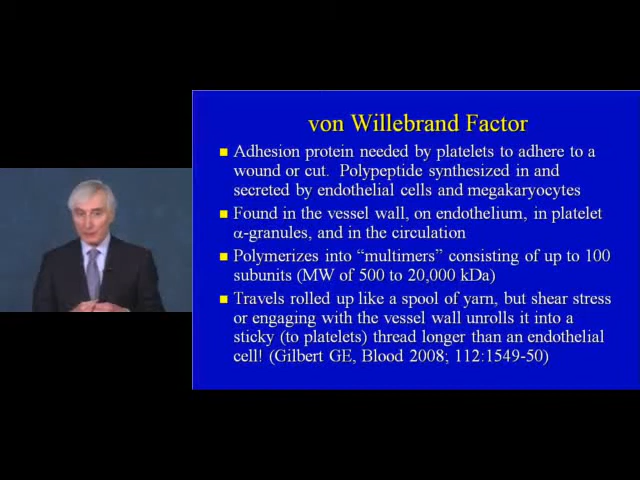 von Willebrand Factor
Adhesion protein needed by platelets to adhere to a
wound or cut. Polypeptide synthesized in and
secreted by endothelial cells and megakaryocytes
Found in the vessel wall, on endothelium, in platelet
α-granules, and in the circulation
Polymerizes into “multimers” consisting of up to 100
subunits (MW of 500 to 20,000 kDa)
Travels rolled up like a spool of yarn, but shear stress
or engaging with the vessel wall unrolls it into a
sticky (to platelets) thread longer than an endothelial
cell! (Gilbert GE, Blood 2008; 112:1549-50)